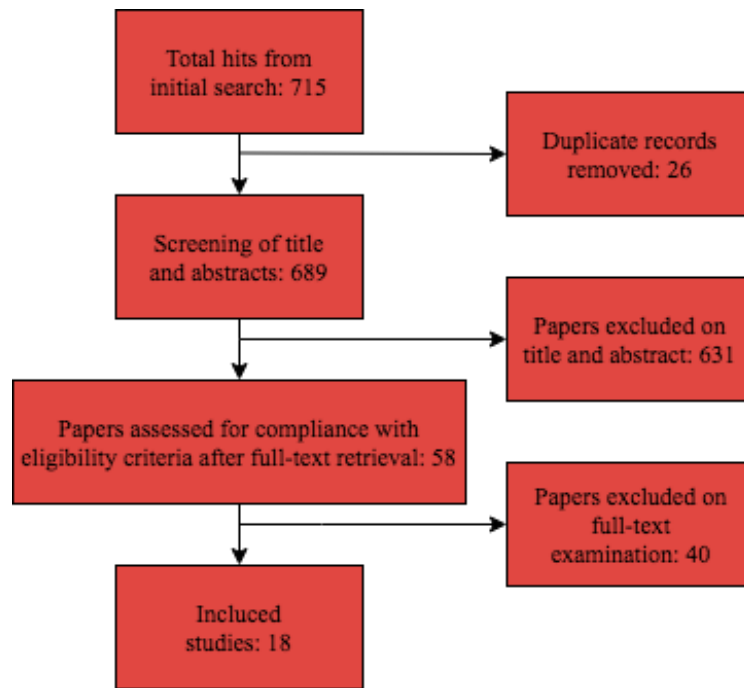 Total hits from
initial search: 715
Duplicate records
removed: 26
Screening of title
and abstracts: 689
Papers excluded on
title and abstract: 631
Papers assessed for compliance with
eligibility criteria after full-text retrieval: 58
Papers excluded on
full-text
examination: 40
Included
studies: 18